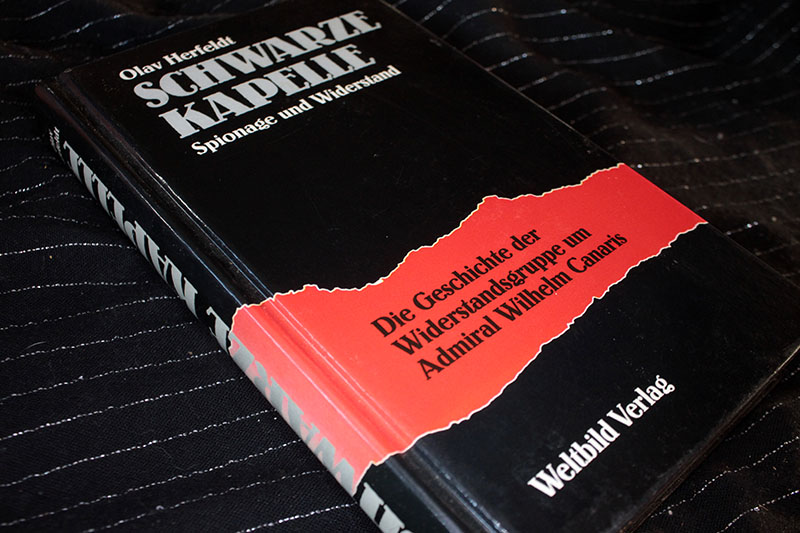 Olav Herfeldt
SCHWARZE
KAPELLE
Spionage und Widerstand
Die Geschichte der
Widerstandsgruppe um
Admiral Wilhelm Canaris
Weltbild Verlag